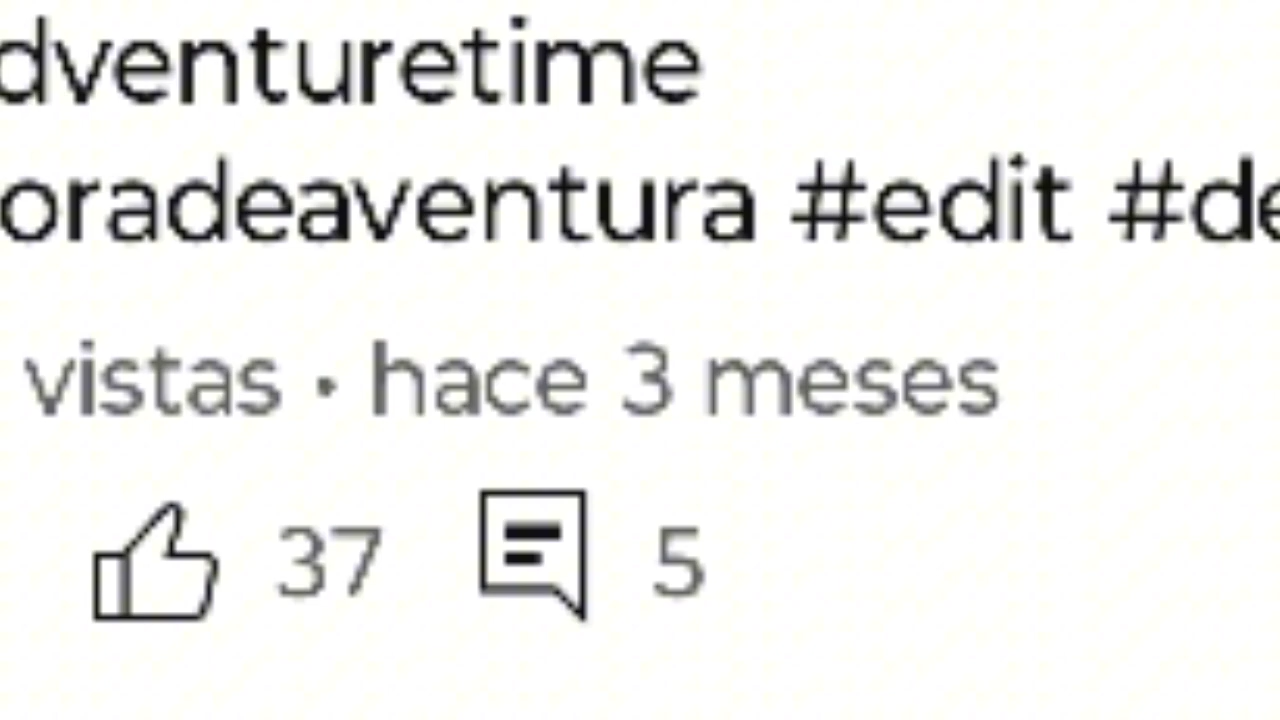 dventuretime
oradeaventura #edit #de
vistas · hace 3 meses
37 5